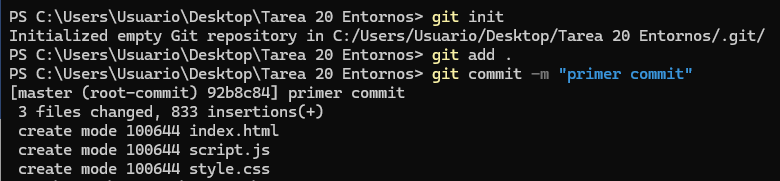 PS C:\Users\Usuario\Desktop\Tarea 20 Entornos> git init
Initialized empty Git repository in C:/Users/Usuario/Desktop/Tarea 20 Entornos/.git/
PS C:\Users\Usuario\Desktop\Tarea 20 Entornos> git add .
PS C:\Users\Usuario\Desktop\Tarea 20 Entornos> git commit -m "primer commit"
[master (root-commit) 92b8c84] primer commit
 3 files changed, 833 insertions(+)
 create mode 100644 index.html
 create mode 100644 script.js
 create mode 100644 style.css